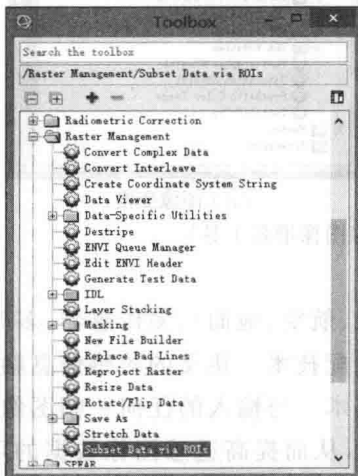 Toolbox
Search the toolbox
/Raster Management/Subset Data via ROIs
Radiometric Correction
Raster Management
Convert Complex Data
Convert Interleave
Create Coordinate System String
Data Viewer
Data-Specific Utilities
Destripe
ENVI Queue Manager
Edit ENVI Header
Generate Test Data
IDL
Layer Stacking
Masking
New File Builder
Replace Bad Lines
Reproject Raster
Resize Data
Rotate/Flip Data
Save As
Stretch Data
Subset Data via ROIs
SPEAR